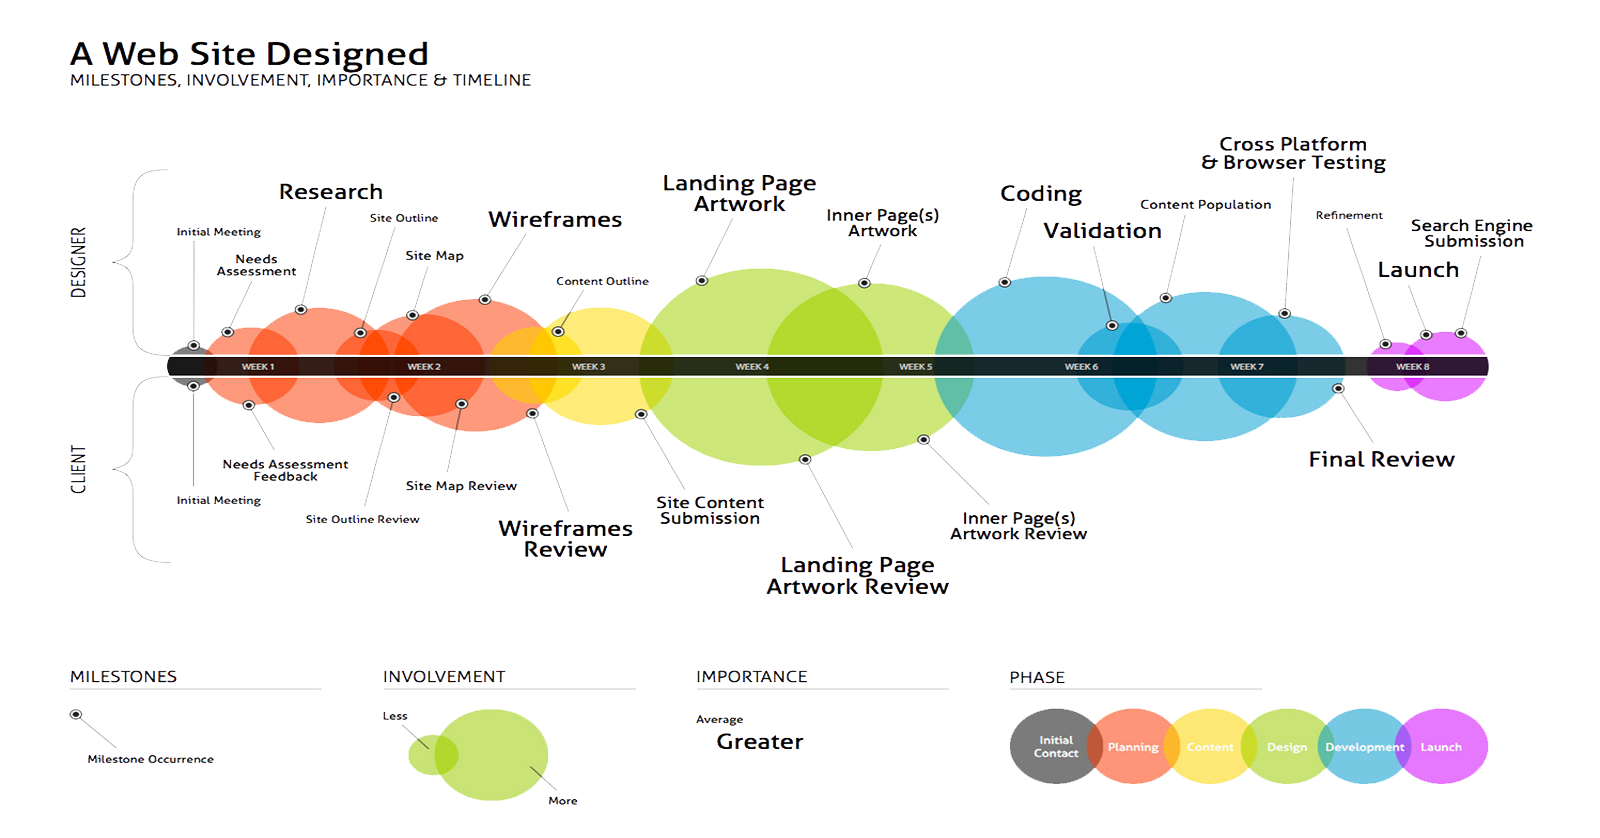 A Web Site Designed
MILESTONES, INVOLVEMENT, IMPORTANCE & TIMELINE
DESIGNER
Initial Meeting
Needs
Assessment
Research
Site Outline
Site Map
Wireframes
Content Outline
Landing Page
Artwork
Inner Page(s)
Artwork
Coding
Validation
Content Population
Cross Platform
& Browser Testing
Refinement
Launch
Search Engine
Submission
WEEK 1
WEEK 2
WEEK 3
WEEK 4
WEEK 5
WEEK 6
WEEK 7
WEEK 8
CLIENT
Initial Meeting
Needs Assessment
Feedback
Site Outline Review
Site Map Review
Wireframes
Review
Site Content
Submission
Landing Page
Artwork Review
Inner Page(s)
Artwork Review
Final Review
MILESTONES
Milestone Occurrence
INVOLVEMENT
Less
More
IMPORTANCE
Average
Greater
PHASE
Initial
Contact
Planning
Content
Design
Development
Launch